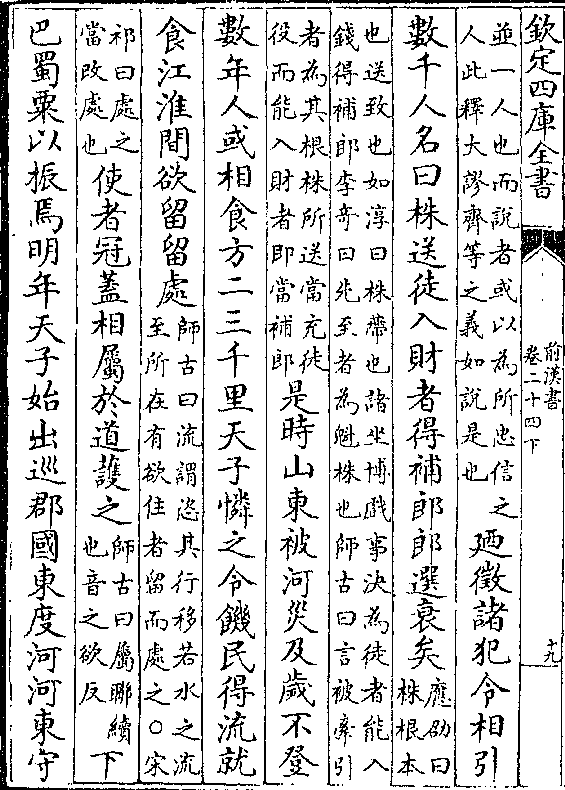 欽定四庫全書
前漢書
卷二十四下
十九
並一人也而說者或以為所忠信之
人此釋大謬齊等之義如說是也
廼徵諸犯令相引
數千人名曰株送徒入財者得補郎郎選衰矣
應劭曰
株根本
也送致也如淳曰株蔕也諸坐博戲事決為徒者能入
錢得補郎李奇曰先至者為魁株也師古曰言被牽引
者為其根株所送當充徒
役而能入財者即當補郎
是時山東被河災及歲不登
數年人或相食方二三千里天子憐之令饑民得流就
食江淮間欲留留處
師古曰流謂恣其行移若水之流
至所在有欲住者留而處之○宋
祁曰處之
當改處也
使者冠蓋相屬於道護之
師古曰屬聯續
也音之欲反
下
巴蜀粟以振焉明年天子始出巡郡國東度河河東守